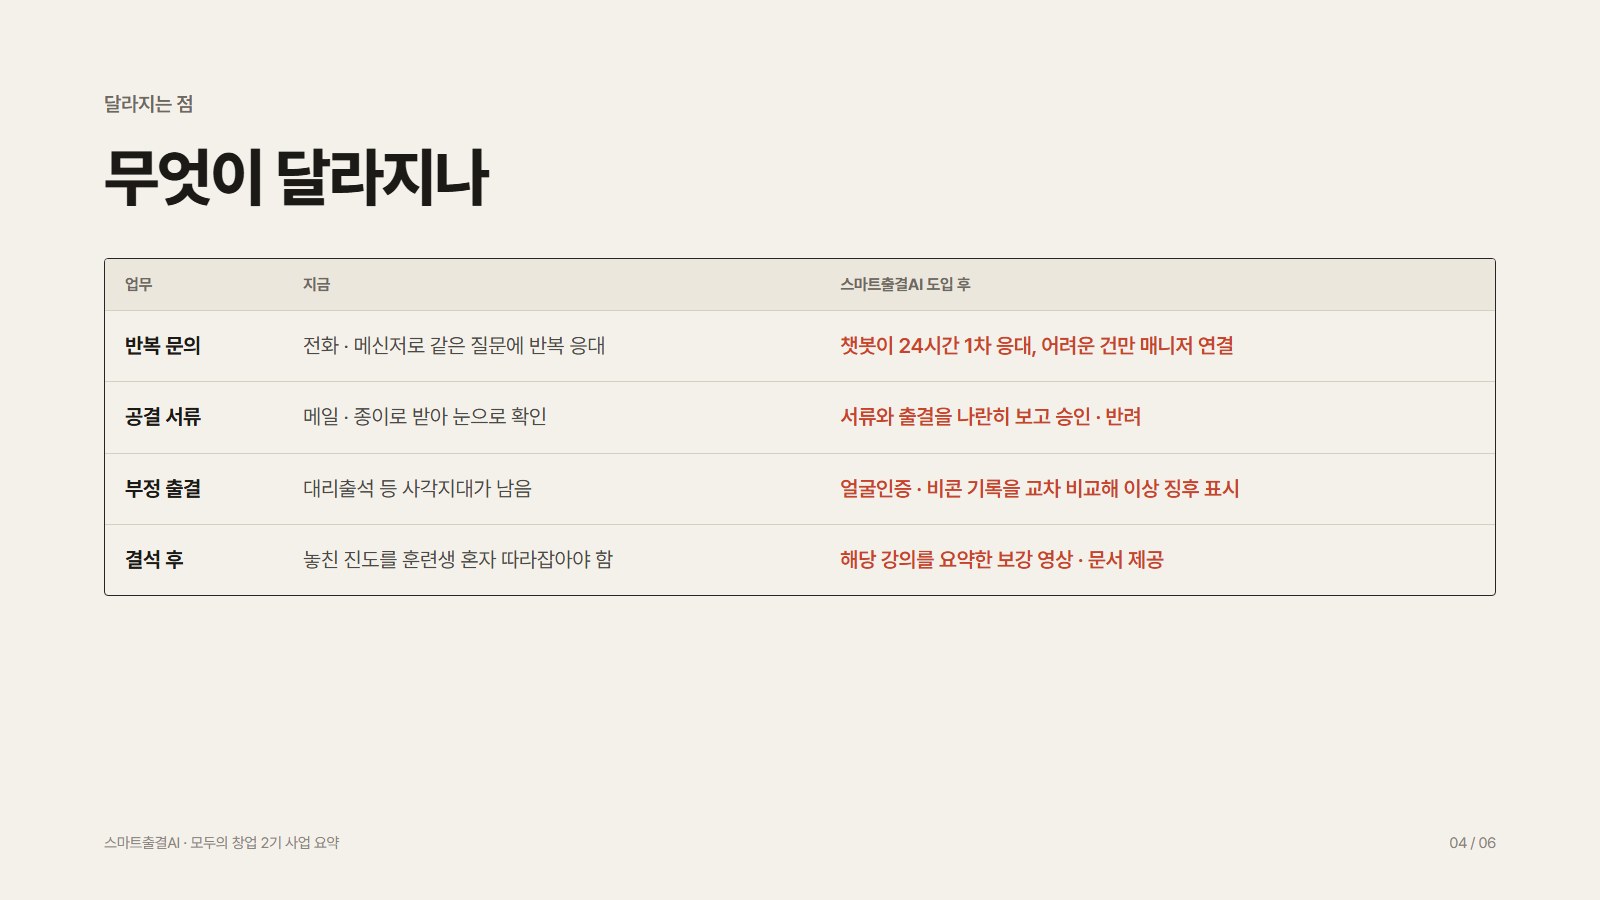 달라지는 점
무엇이 달라지나
업무 지금 스마트출결AI 도입 후
반복 문의 전화 · 메신저로 같은 질문에 반복 응대 챗봇이 24시간 1차 응대, 어려운 건만 매니저 연결
공결 서류 메일 · 종이로 받아 눈으로 확인 서류와 출결을 나란히 보고 승인 · 반려
부정 출결 대리출석 등 사각지대가 남음 얼굴인증 · 비콘 기록을 교차 비교해 이상 징후 표시
결석 후 놓친 진도를 훈련생 혼자 따라잡아야 함 해당 강의를 요약한 보강 영상 · 문서 제공
스마트출결AI · 모두의 창업 2기 사업 요약 04 / 06